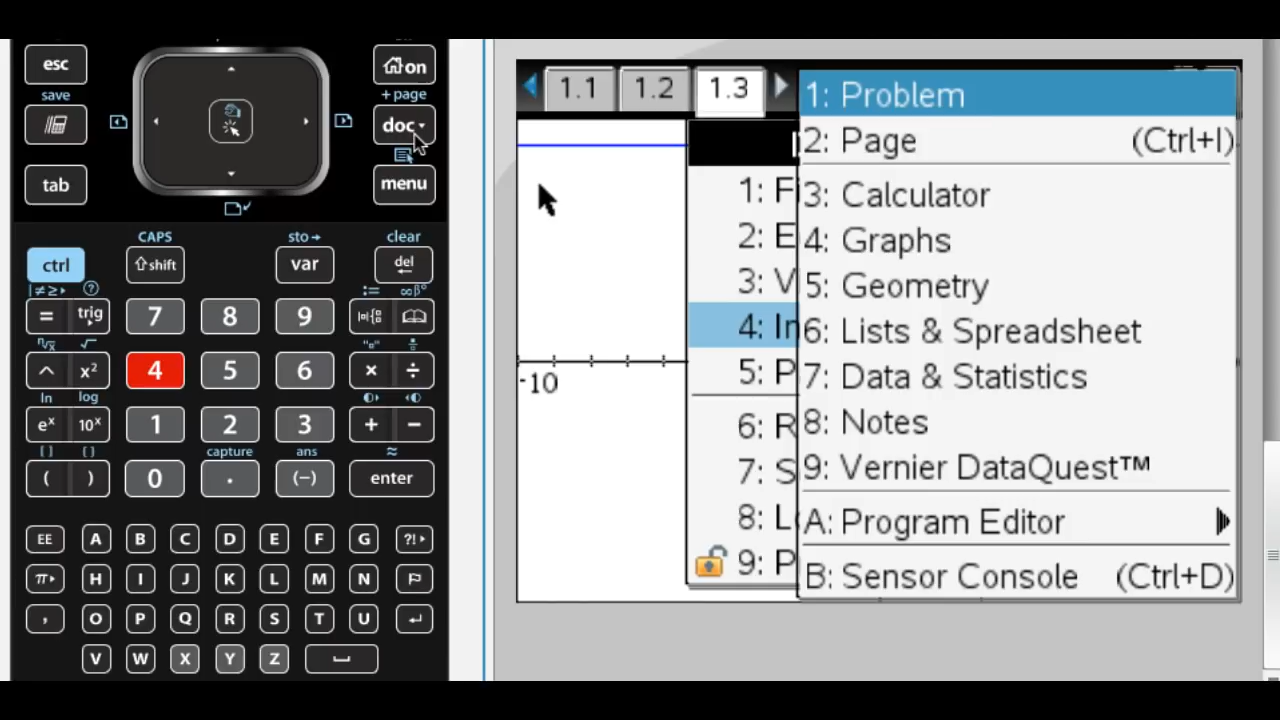 esc
save
tab
on
+ page
doc
menu
CAPS
sto→
clear
ctrl
⇧shift
var
del
|≠≥▸
?
:=
∞β°
=
trig
7
8
9
|□|{
ⁿ√x
√
"□"
^
x²
4
5
6
×
÷
ln
log
eˣ
10ˣ
1
2
3
+
−
[ ]
{ }
capture
ans
≈
(
)
0
.
(−)
enter
EE
A
B
C
D
E
F
G
?!▸
π▸
H
I
J
K
L
M
N
,
O
P
Q
R
S
T
U
V
W
X
Y
Z
1.1
1.2
1.3
-10
1: Fi
2: E
3: V
4: In
5: P
6: R
7: S
8: L
9: P
1: Problem
2: Page (Ctrl+I)
3: Calculator
4: Graphs
5: Geometry
6: Lists & Spreadsheet
7: Data & Statistics
8: Notes
9: Vernier DataQuest™
A: Program Editor
B: Sensor Console (Ctrl+D)